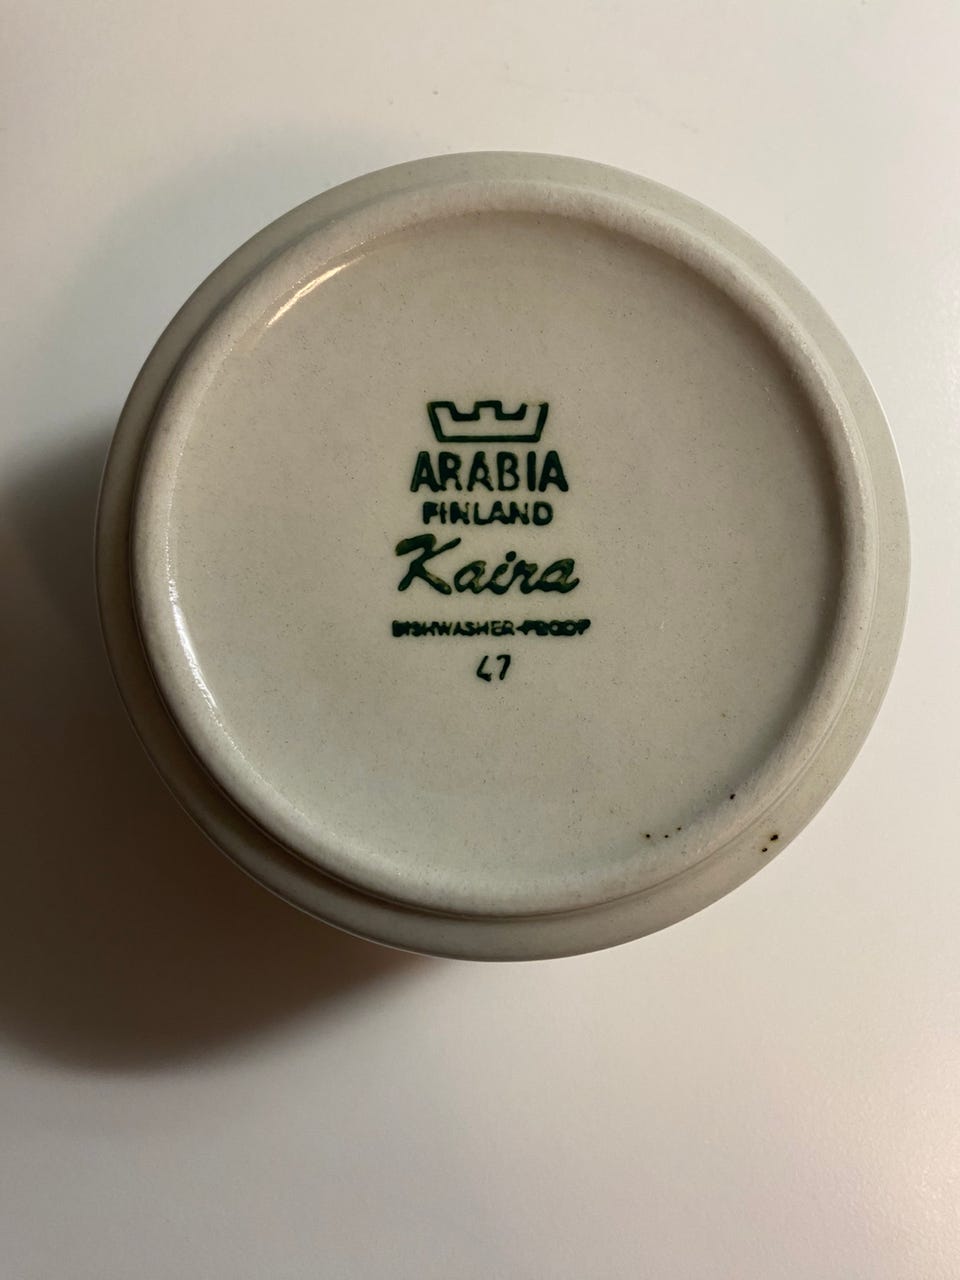 ARABIA
FINLAND
Kaira
DISHWASHER-PROOF
47